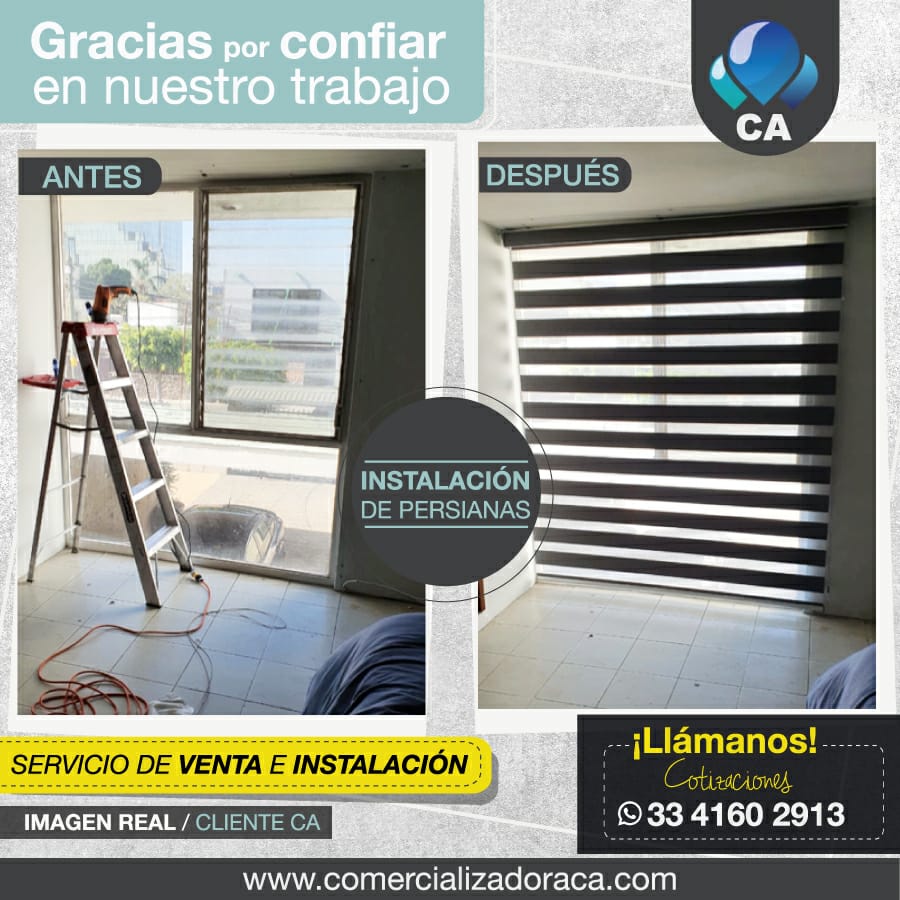 Gracias por confiar
en nuestro trabajo
CA
ANTES
DESPUÉS
INSTALACIÓN
DE PERSIANAS
SERVICIO DE VENTA E INSTALACIÓN
¡Llámanos!
Cotizaciones
33 4160 2913
IMAGEN REAL / CLIENTE CA
www.comercializadoraca.com